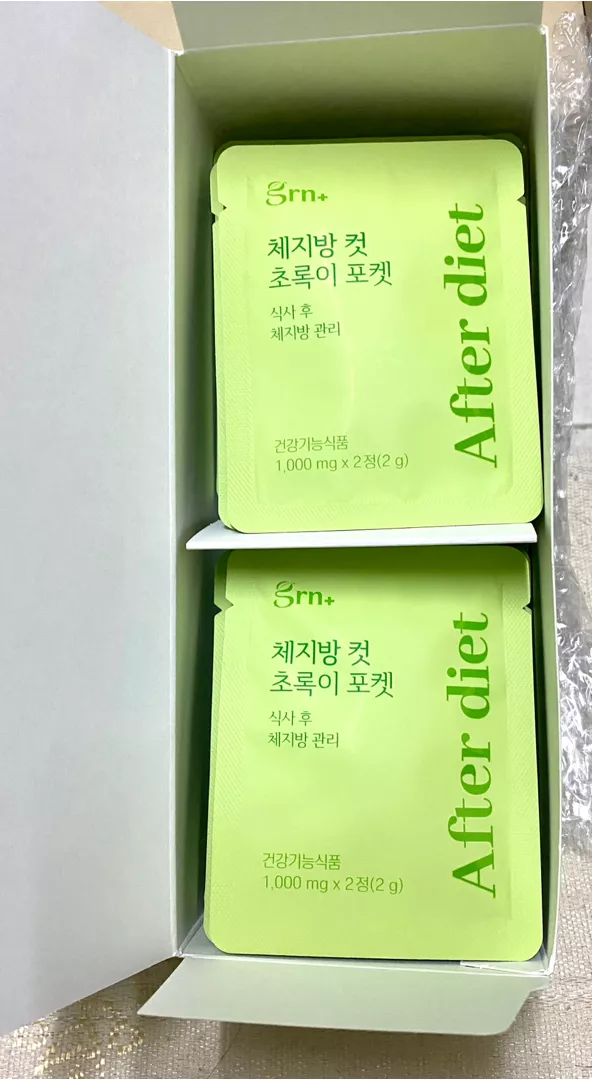 grn+
체지방 컷
초록이 포켓
식사 후
체지방 관리
건강기능식품
1,000 mg x 2정(2 g)
After diet
grn+
체지방 컷
초록이 포켓
식사 후
체지방 관리
건강기능식품
1,000 mg x 2정(2 g)
After diet